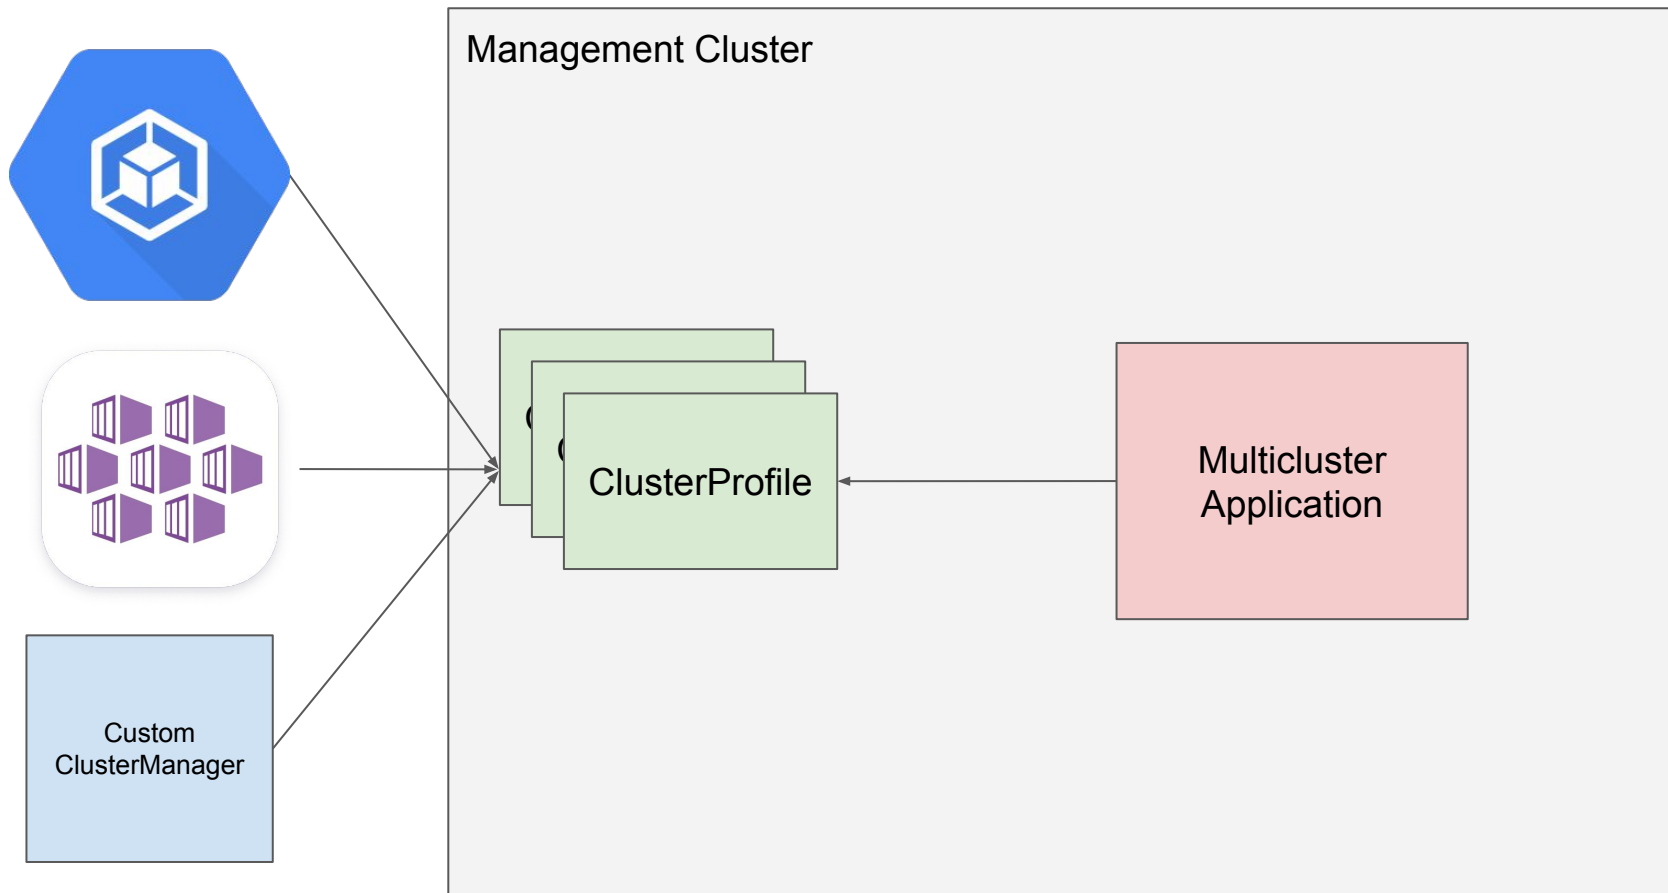 Management Cluster
ClusterProfile
Multicluster
Application
Custom
ClusterManager